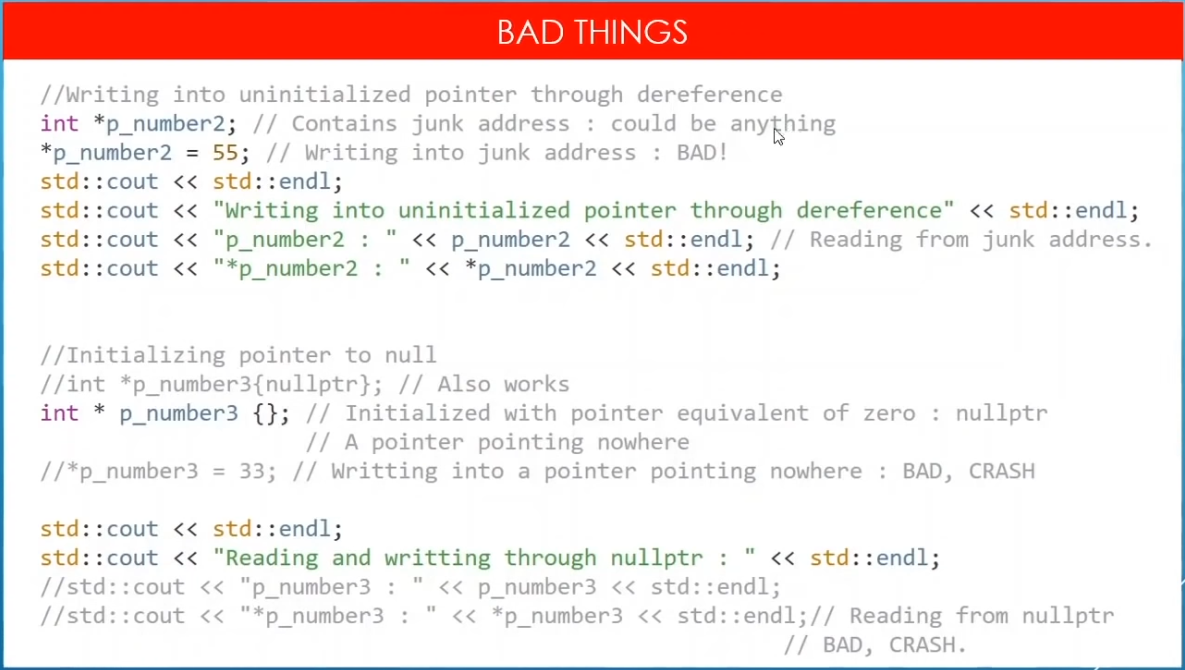 BAD THINGS
//Writing into uninitialized pointer through dereference
int *p_number2; // Contains junk address : could be anything
*p_number2 = 55; // Writing into junk address : BAD!
std::cout << std::endl;
std::cout << "Writing into uninitialized pointer through dereference" << std::endl;
std::cout << "p_number2 : " << p_number2 << std::endl; // Reading from junk address.
std::cout << "*p_number2 : " << *p_number2 << std::endl;
//Initializing pointer to null
//int *p_number3{nullptr}; // Also works
int * p_number3 {}; // Initialized with pointer equivalent of zero : nullptr
// A pointer pointing nowhere
//*p_number3 = 33; // Writting into a pointer pointing nowhere : BAD, CRASH
std::cout << std::endl;
std::cout << "Reading and writting through nullptr : " << std::endl;
//std::cout << "p_number3 : " << p_number3 << std::endl;
//std::cout << "*p_number3 : " << *p_number3 << std::endl;// Reading from nullptr
// BAD, CRASH.